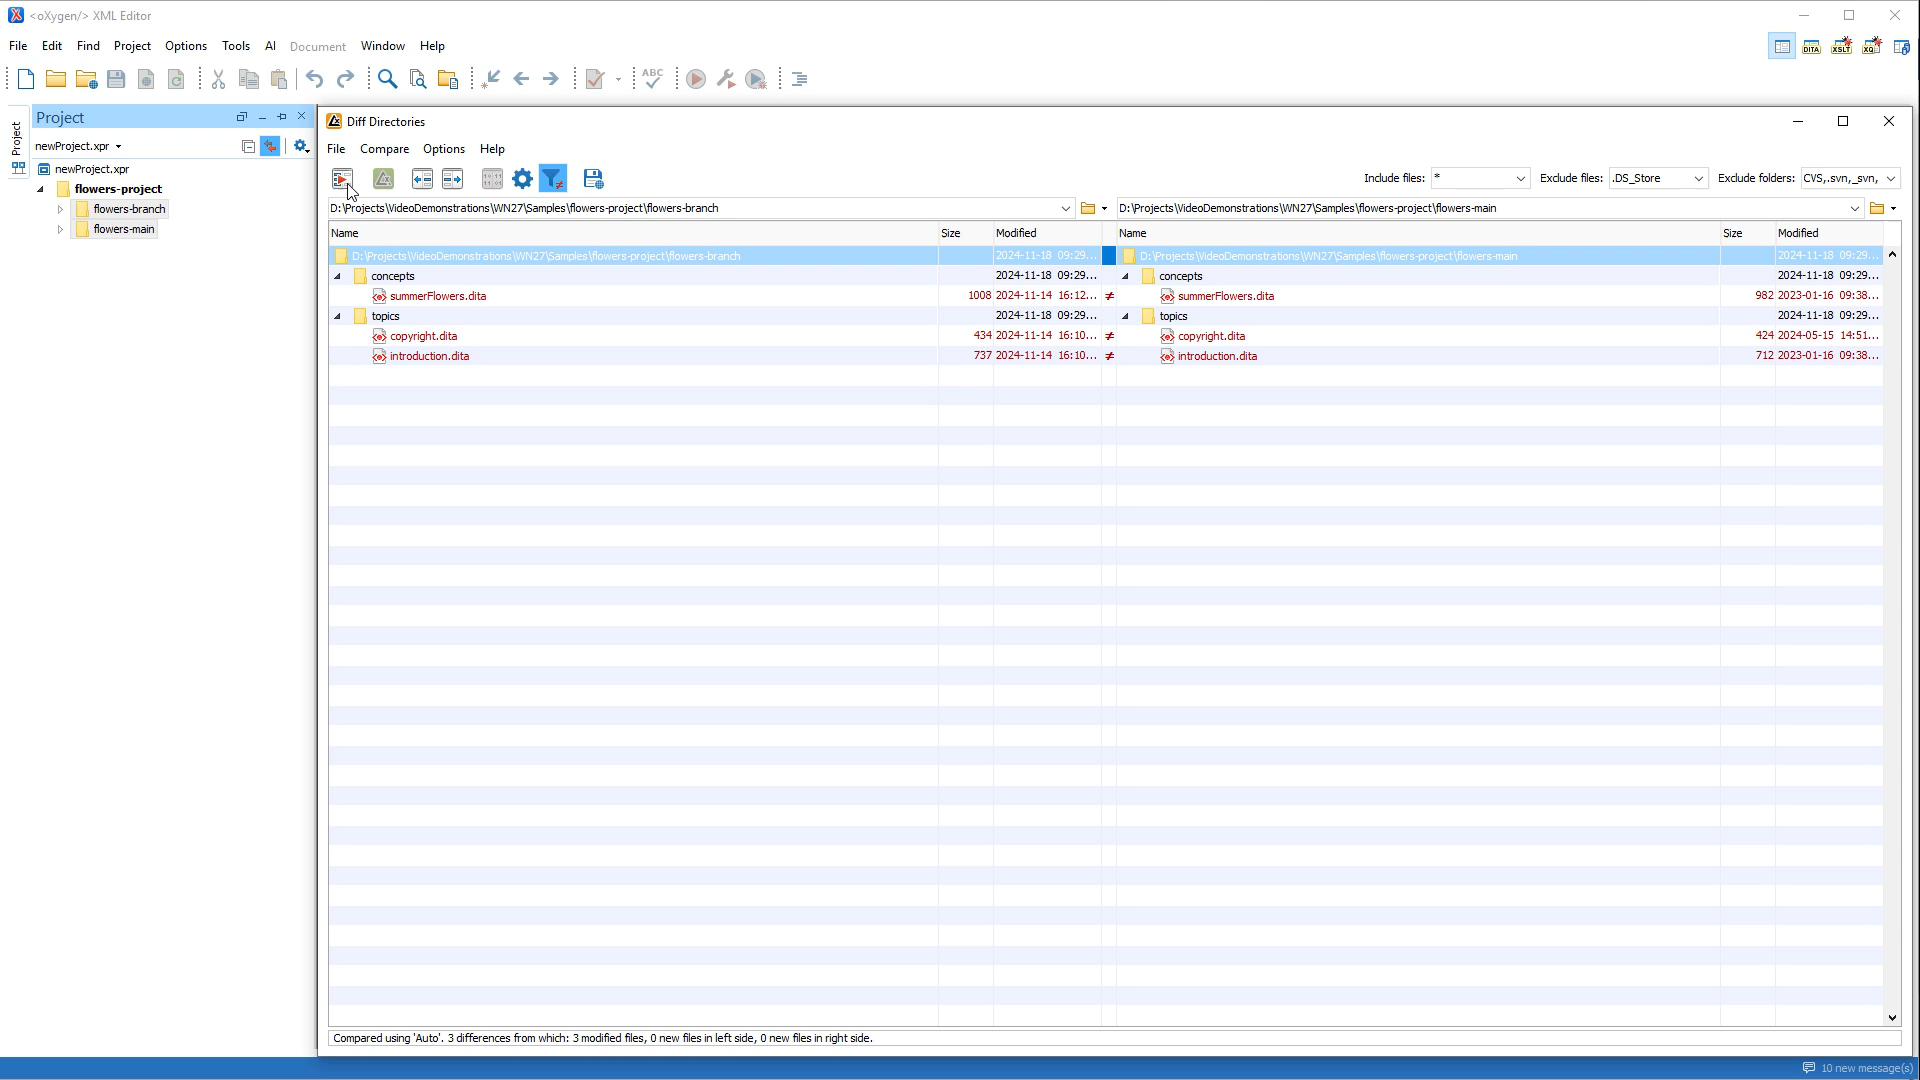 <oXygen/> XML Editor
File Edit Find Project Options Tools AI Document Window Help
DITA XSLT XQ
ABC
Project
Project
newProject.xpr
newProject.xpr
flowers-project
flowers-branch
flowers-main
Diff Directories
File Compare Options Help
Include files: * Exclude files: .DS_Store Exclude folders: CVS,.svn,_svn,
D:\Projects\VideoDemonstrations\WN27\Samples\flowers-project\flowers-branch D:\Projects\VideoDemonstrations\WN27\Samples\flowers-project\flowers-main
Name Size Modified Name Size Modified
D:\Projects\VideoDemonstrations\WN27\Samples\flowers-project\flowers-branch 2024-11-18 09:29... D:\Projects\VideoDemonstrations\WN27\Samples\flowers-project\flowers-main 2024-11-18 09:29...
concepts 2024-11-18 09:29... concepts 2024-11-18 09:29...
summerFlowers.dita 1008 2024-11-14 16:12... ≠ summerFlowers.dita 982 2023-01-16 09:38...
topics 2024-11-18 09:29... topics 2024-11-18 09:29...
copyright.dita 434 2024-11-14 16:10... ≠ copyright.dita 424 2024-05-15 14:51...
introduction.dita 737 2024-11-14 16:10... ≠ introduction.dita 712 2023-01-16 09:38...
Compared using 'Auto'. 3 differences from which: 3 modified files, 0 new files in left side, 0 new files in right side.
10 new message(s)